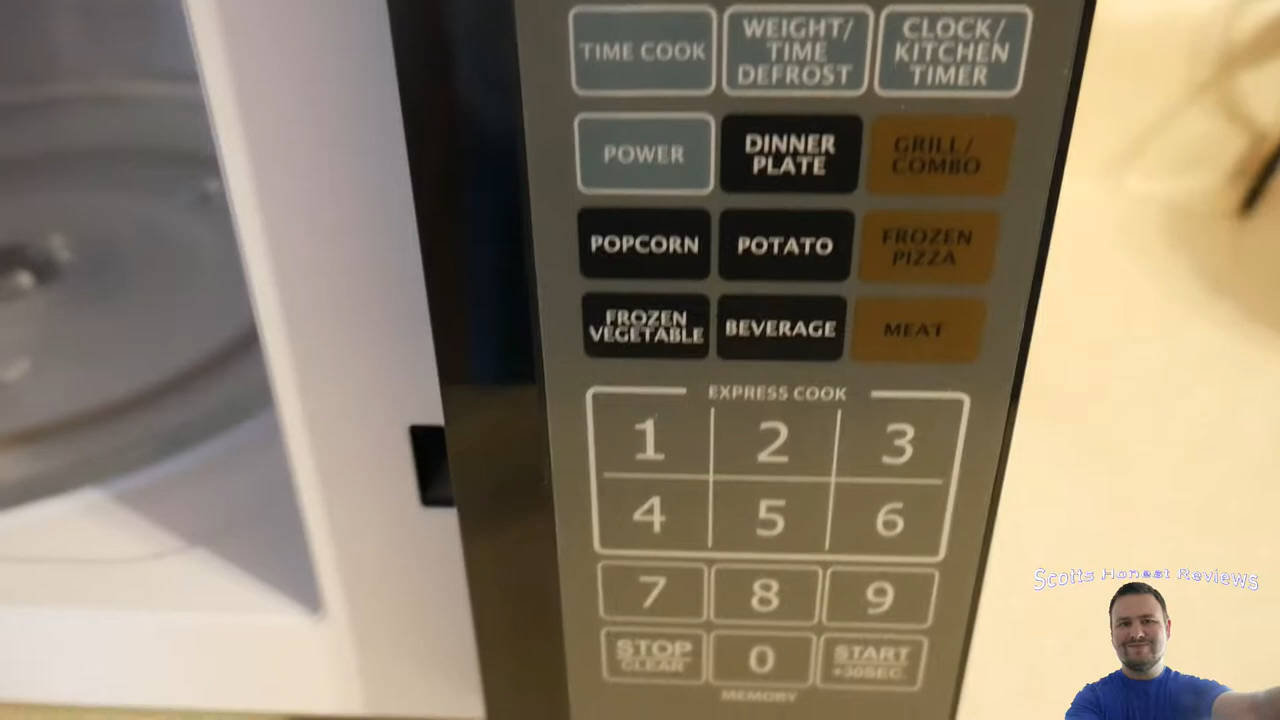 TIME COOK
WEIGHT/
TIME
DEFROST
CLOCK/
KITCHEN
TIMER
POWER
DINNER
PLATE
GRILL/
COMBO
POPCORN
POTATO
FROZEN
PIZZA
FROZEN
VEGETABLE
BEVERAGE
MEAT
EXPRESS COOK
1
2
3
4
5
6
7
8
9
STOP
CLEAR
0
START
+30SEC.
MEMORY
Scotts Honest Reviews